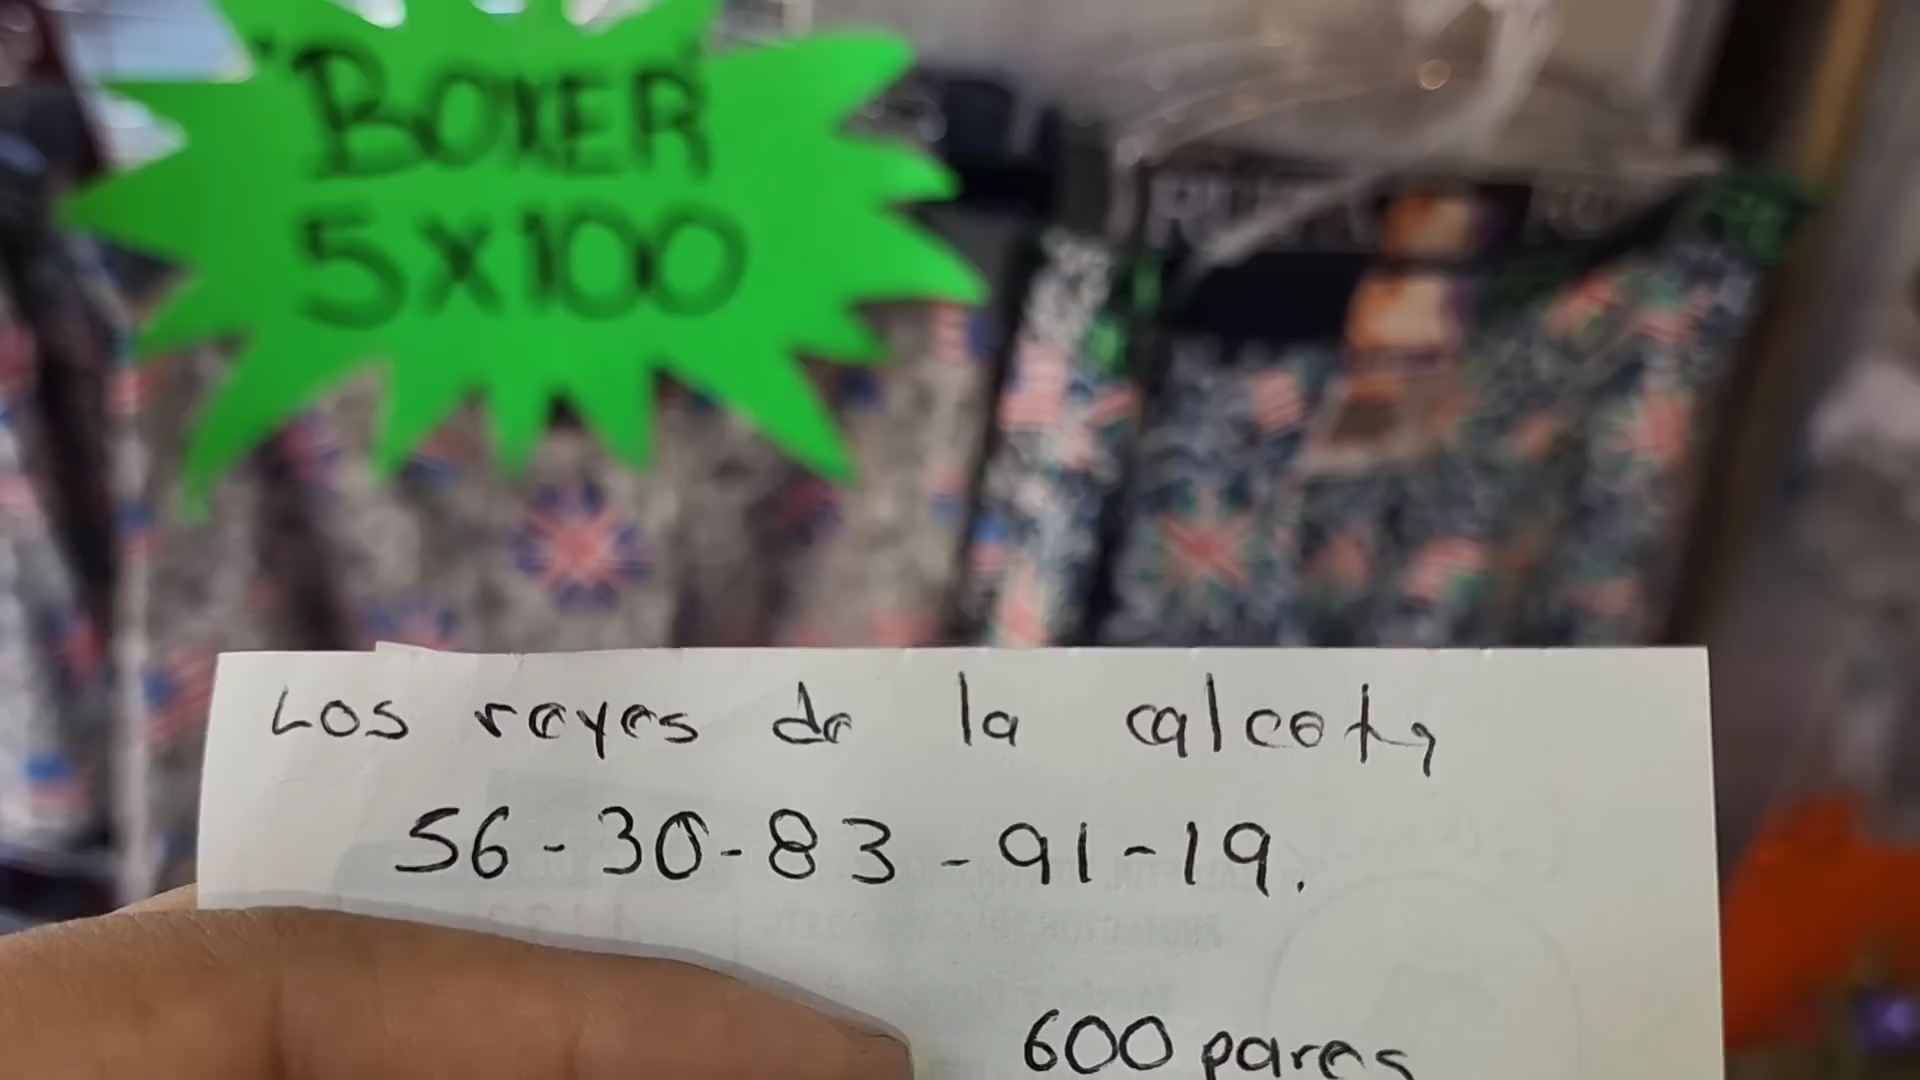 "BOXER"
5X100
Los reyes de la calceta
56-30-83-91-19.
600 pares